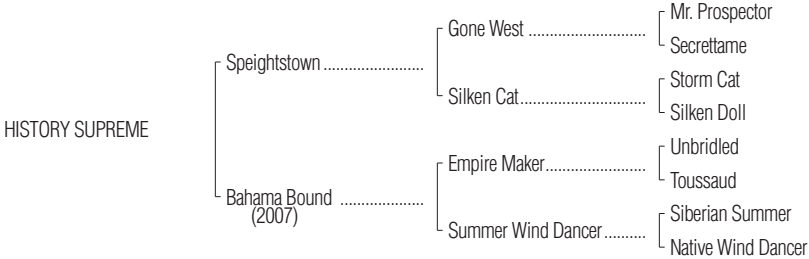 Mr. Prospector
Gone West ............................
Secrettame
Speightstown ........................
Storm Cat
Silken Cat..............................
Silken Doll
HISTORY SUPREME
Unbridled
Empire Maker........................
Toussaud
Bahama Bound ....................
(2007)
Siberian Summer
Summer Wind Dancer..........
Native Wind Dancer